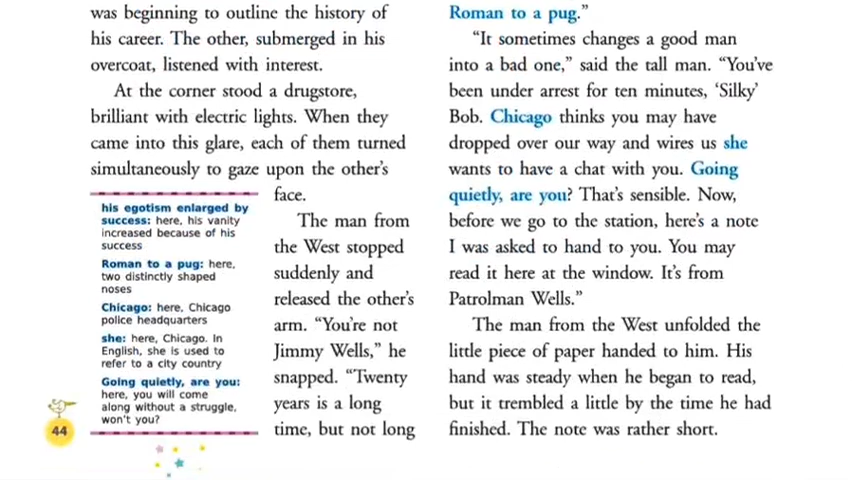 was beginning to outline the history of
his career. The other, submerged in his
overcoat, listened with interest.
At the corner stood a drugstore,
brilliant with electric lights. When they
came into this glare, each of them turned
simultaneously to gaze upon the other's
face.
The man from
the West stopped
suddenly and
released the other's
arm. "You're not
Jimmy Wells," he
snapped. "Twenty
years is a long
time, but not long
his egotism enlarged by
success: here, his vanity
increased because of his
success
Roman to a pug: here,
two distinctly shaped
noses
Chicago: here, Chicago
police headquarters
she: here, Chicago. In
English, she is used to
refer to a city country
Going quietly, are you:
here, you will come
along without a struggle,
won't you?
44
Roman to a pug."
"It sometimes changes a good man
into a bad one," said the tall man. "You've
been under arrest for ten minutes, 'Silky'
Bob. Chicago thinks you may have
dropped over our way and wires us she
wants to have a chat with you. Going
quietly, are you? That's sensible. Now,
before we go to the station, here's a note
I was asked to hand to you. You may
read it here at the window. It's from
Patrolman Wells."
The man from the West unfolded the
little piece of paper handed to him. His
hand was steady when he began to read,
but it trembled a little by the time he had
finished. The note was rather short.